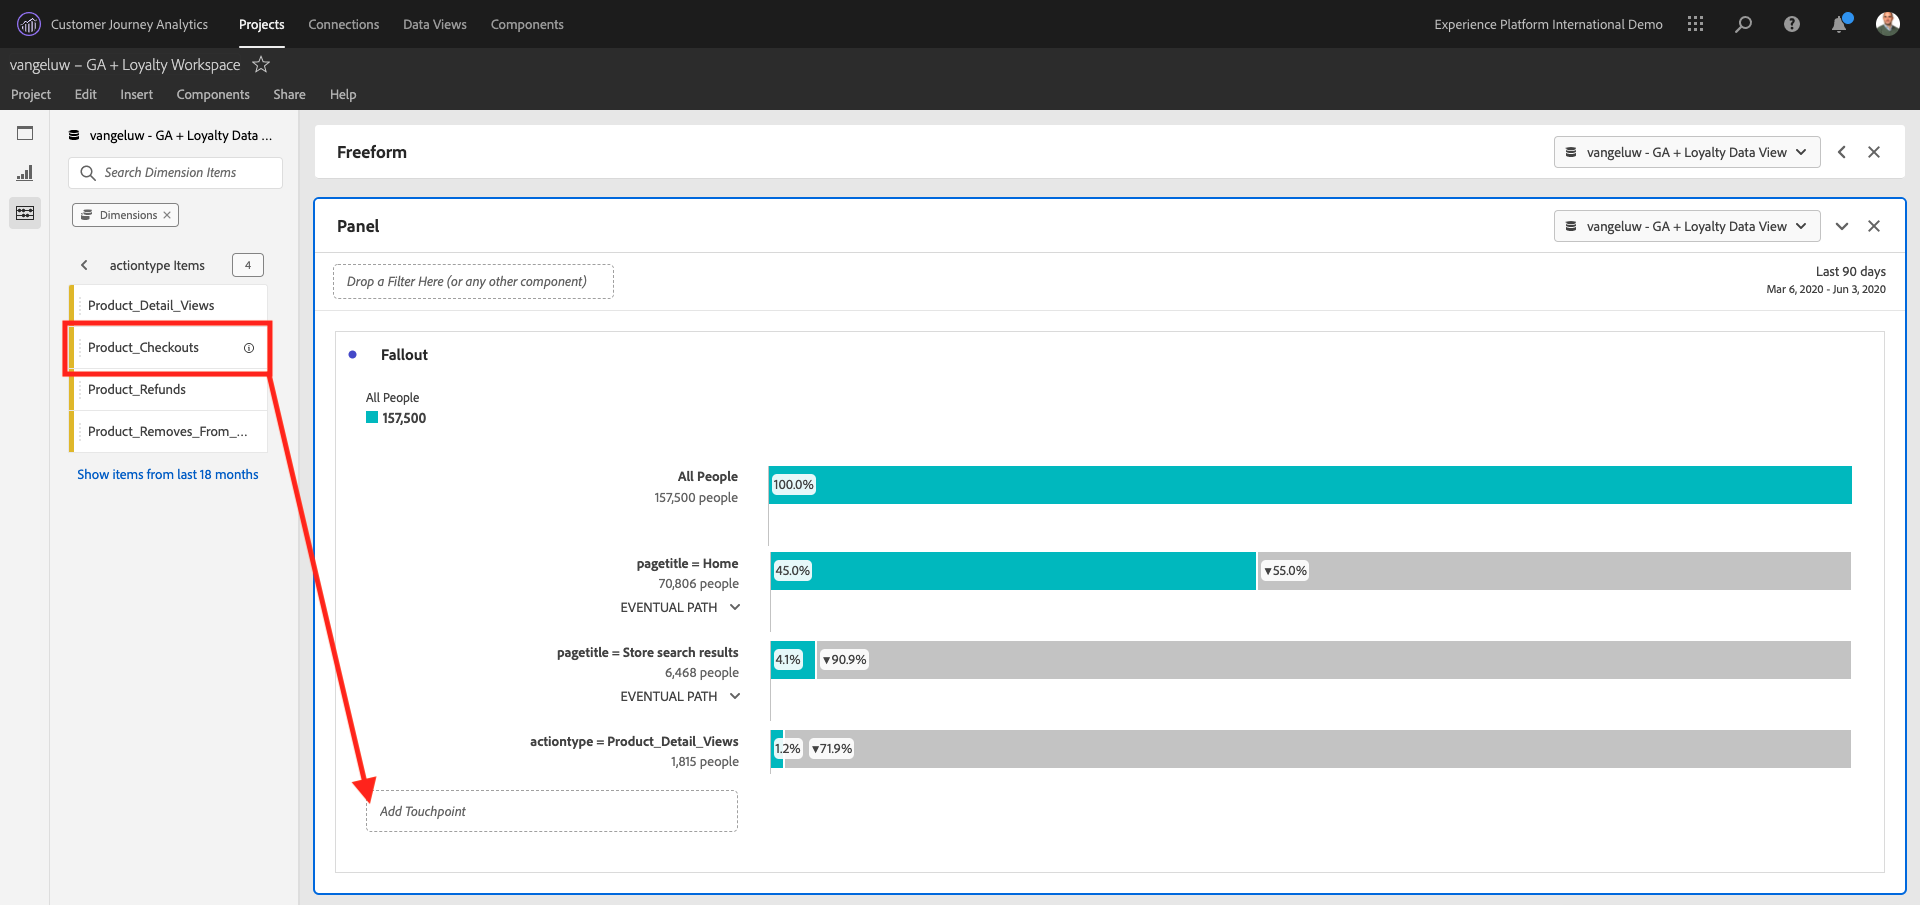 Customer Journey Analytics
Projects
Connections
Data Views
Components
Experience Platform International Demo
vangeluw – GA + Loyalty Workspace
Project
Edit
Insert
Components
Share
Help
vangeluw - GA + Loyalty Data ...
Search Dimension Items
Dimensions
actiontype Items
4
Product_Detail_Views
Product_Checkouts
Product_Refunds
Product_Removes_From_...
Show items from last 18 months
Freeform
vangeluw - GA + Loyalty Data View
Panel
vangeluw - GA + Loyalty Data View
Drop a Filter Here (or any other component)
Last 90 days
Mar 6, 2020 - Jun 3, 2020
Fallout
All People
157,500
All People
157,500 people
100.0%
pagetitle = Home
70,806 people
EVENTUAL PATH
45.0%
▾55.0%
pagetitle = Store search results
6,468 people
EVENTUAL PATH
4.1%
▾90.9%
actiontype = Product_Detail_Views
1,815 people
1.2%
▾71.9%
Add Touchpoint